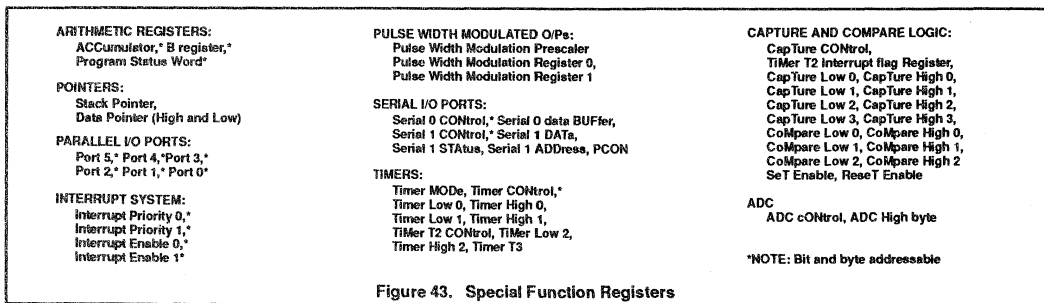 ARITHMETIC REGISTERS:
ACCumulator,* B register,*
Program Status Word*
POINTERS:
Stack Pointer,
Data Pointer (High and Low)
PARALLEL I/O PORTS:
Port 5,* Port 4,*Port 3,*
Port 2,* Port 1,* Port 0*
INTERRUPT SYSTEM:
Interrupt Priority 0,*
Interrupt Priority 1,*
Interrupt Enable 0,*
Interrupt Enable 1*
PULSE WIDTH MODULATED O/Ps:
Pulse Width Modulation Prescaler
Pulse Width Modulation Register 0,
Pulse Width Modulation Register 1
SERIAL I/O PORTS:
Serial 0 CONtrol,* Serial 0 data BUFfer,
Serial 1 CONtrol,* Serial 1 DATa,
Serial 1 STAtus, Serial 1 ADDress, PCON
TIMERS:
Timer MODe, Timer CONtrol,*
Timer Low 0, Timer High 0,
Timer Low 1, Timer High 1,
TiMer T2 CONtrol, TiMer Low 2,
Timer High 2, Timer T3
CAPTURE AND COMPARE LOGIC:
CapTure CONtrol,
TiMer T2 Interrupt flag Register,
CapTure Low 0, CapTure High 0,
CapTure Low 1, CapTure High 1,
CapTure Low 2, CapTure High 2,
CapTure Low 3, CapTure High 3,
CoMpare Low 0, CoMpare High 0,
CoMpare Low 1, CoMpare High 1,
CoMpare Low 2, CoMpare High 2
SeT Enable, ReseT Enable
ADC
ADC cONtrol, ADC High byte
*NOTE: Bit and byte addressable
Figure 43. Special Function Registers